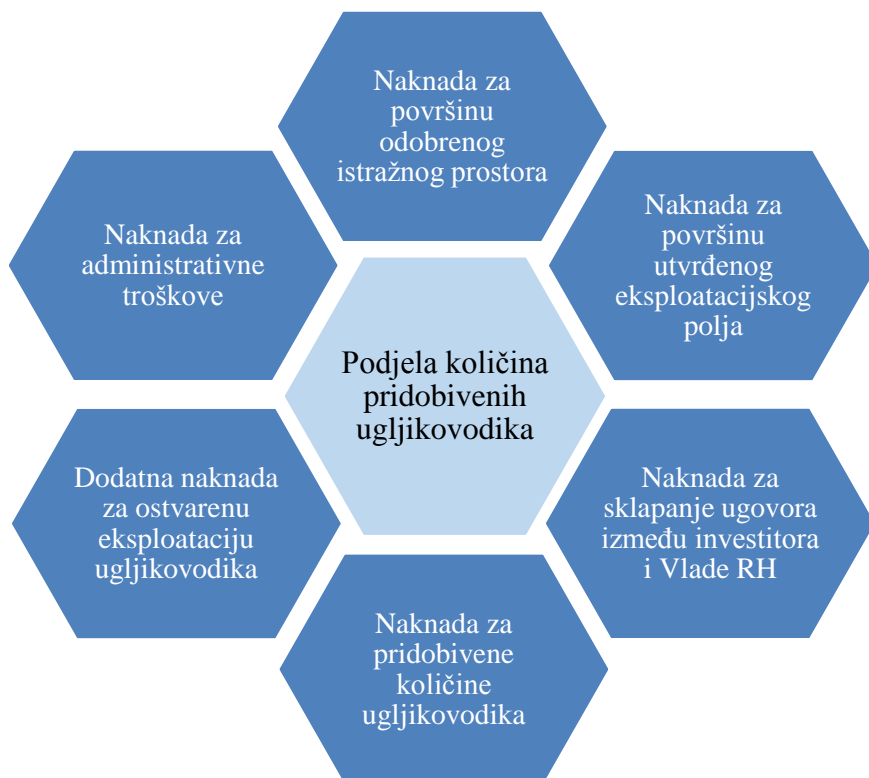 Naknada za
površinu
odobrenog
istražnog prostora
Naknada za
površinu
utvrđenog
eksploatacijskog
polja
Naknada za
sklapanje ugovora
između investitora
i Vlade RH
Naknada za
pridobivene
količine
ugljikovodika
Dodatna naknada
za ostvarenu
eksploataciju
ugljikovodika
Naknada za
administrativne
troškove
Podjela količina
pridobivenih
ugljikovodika